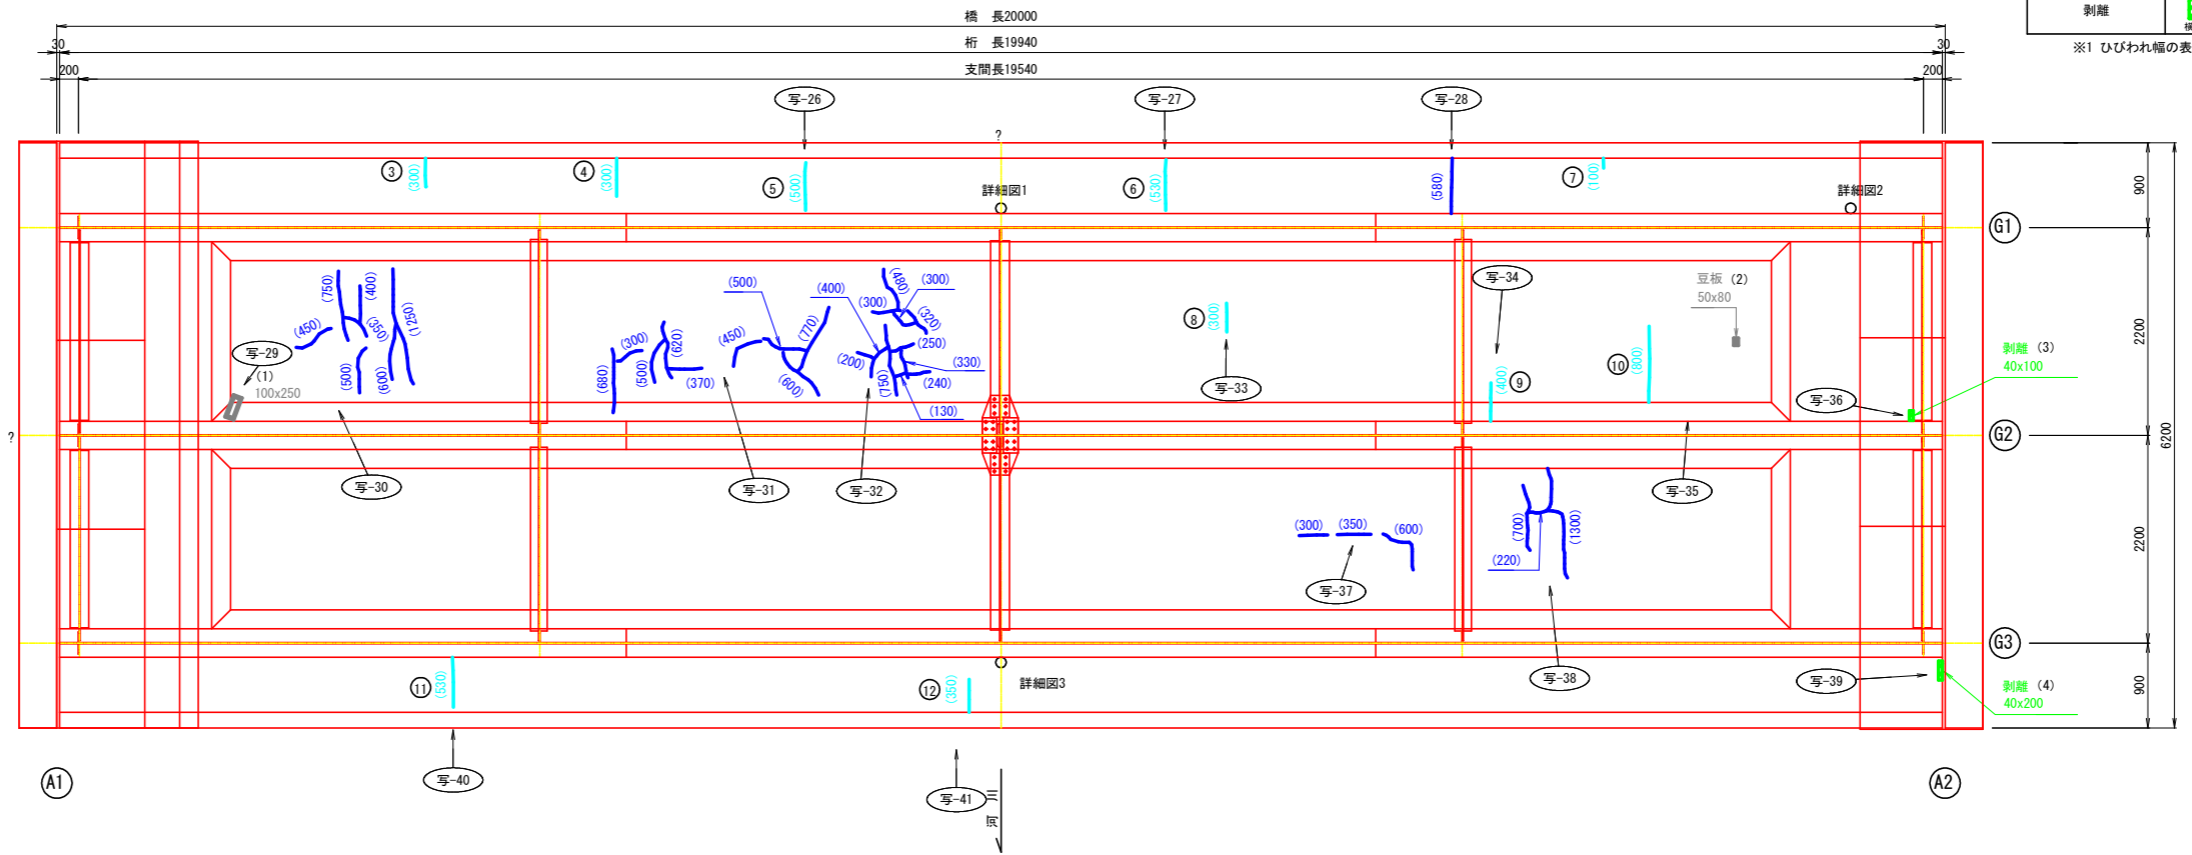 橋 長20000
剥離
30
桁 長19940
30
※1 ひびわれ幅の表
200
支間長19540
200
写-26
写-27
写-28
?
③
(300)
④
(300)
⑤
(500)
詳細図1
⑥
(530)
(580)
⑦
(100)
詳細図2
900
G1
(750)
(400)
(1250)
(450)
(350)
写-29
(1)
100x250
(500)
(600)
(500)
(400)
(480)
(300)
(300)
(320)
(770)
(450)
(300)
(620)
(250)
(200)
(330)
(680)
(500)
(370)
(600)
(750)
(240)
(130)
⑧
(300)
写-33
写-34
豆板 (2)
50x80
⑩
(800)
(400)
⑨
2200
剥離 (3)
40x100
写-36
?
G2
6200
写-30
写-31
写-32
写-35
(300)
(350)
(600)
(700)
(1300)
(220)
写-37
2200
G3
⑪
(530)
⑫
(350)
詳細図3
写-38
写-39
剥離 (4)
40x200
900
A1
写-40
写-41
河川
A2